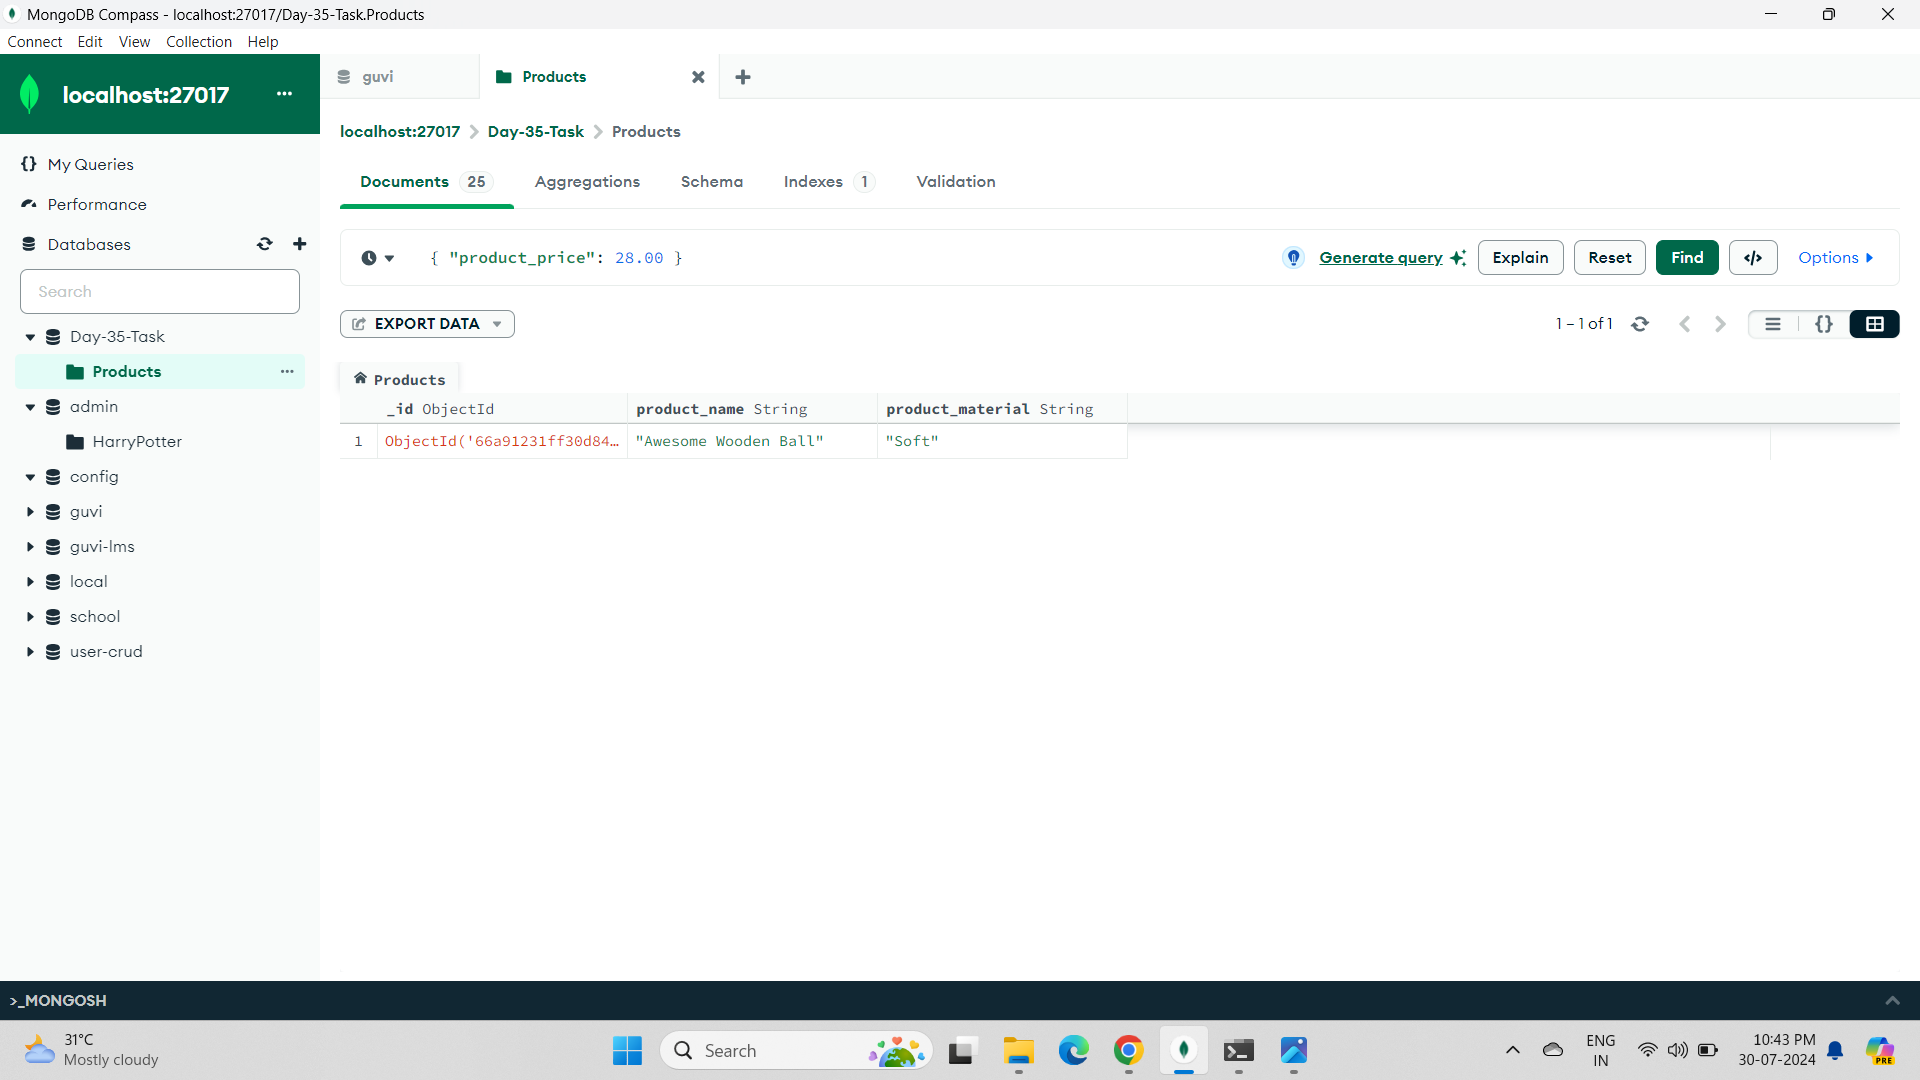 MongoDB Compass - localhost:27017/Day-35-Task.Products
Connect Edit View Collection Help
localhost:27017 ...
guvi
Products
localhost:27017 > Day-35-Task > Products
My Queries
Performance
Databases
Search
Day-35-Task
Products ...
admin
HarryPotter
config
guvi
guvi-lms
local
school
user-crud
Documents 25 Aggregations Schema Indexes 1 Validation
{ "product_price": 28.00 }
Generate query Explain Reset Find </> Options
EXPORT DATA
1 – 1 of 1
{}
Products
_id ObjectId product_name String product_material String
1 ObjectId('66a91231ff30d84… "Awesome Wooden Ball" "Soft"
>_MONGOSH
31°C
Mostly cloudy
Search
ENG
IN
10:43 PM
30-07-2024
PRE